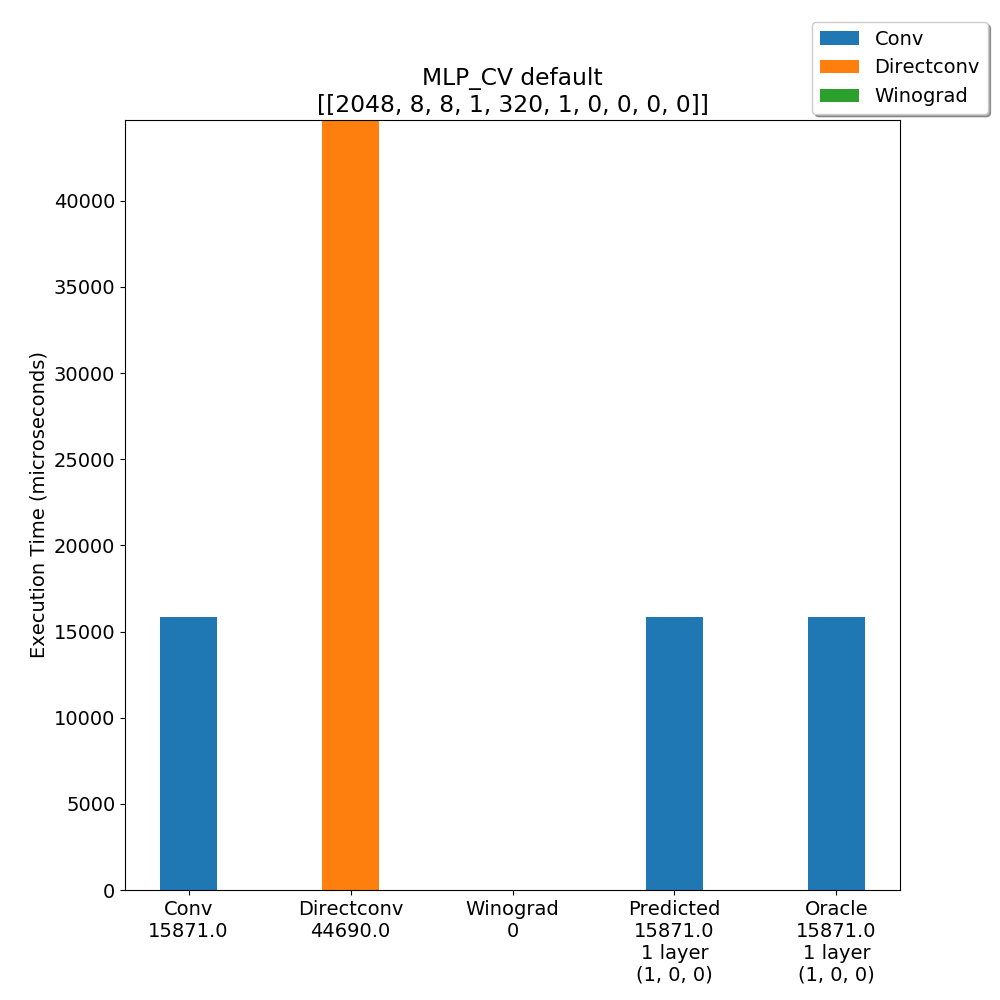 Conv
Directconv
Winograd
MLP_CV default
[[2048, 8, 8, 1, 320, 1, 0, 0, 0, 0]]
Execution Time (microseconds)
40000
35000
30000
25000
20000
15000
10000
5000
0
Conv
15871.0
Directconv
44690.0
Winograd
0
Predicted
15871.0
1 layer
(1, 0, 0)
Oracle
15871.0
1 layer
(1, 0, 0)